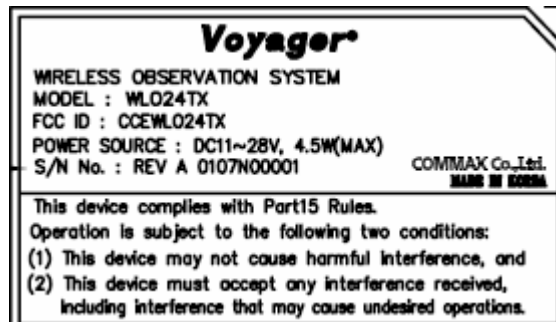 Voyager®
WIRELESS OBSERVATION SYSTEM
MODEL : WLO24TX
FCC ID : CCEWLO24TX
POWER SOURCE : DC11~28V, 4.5W(MAX)
S/N No. : REV A 0107N00001
COMMAX Co.,Ltd.
MADE IN KOREA
This device complies with Part15 Rules.
Operation is subject to the following two conditions:
(1) This device may not cause harmful interference, and
(2) This device must accept any interference received,
including interference that may cause undesired operations.